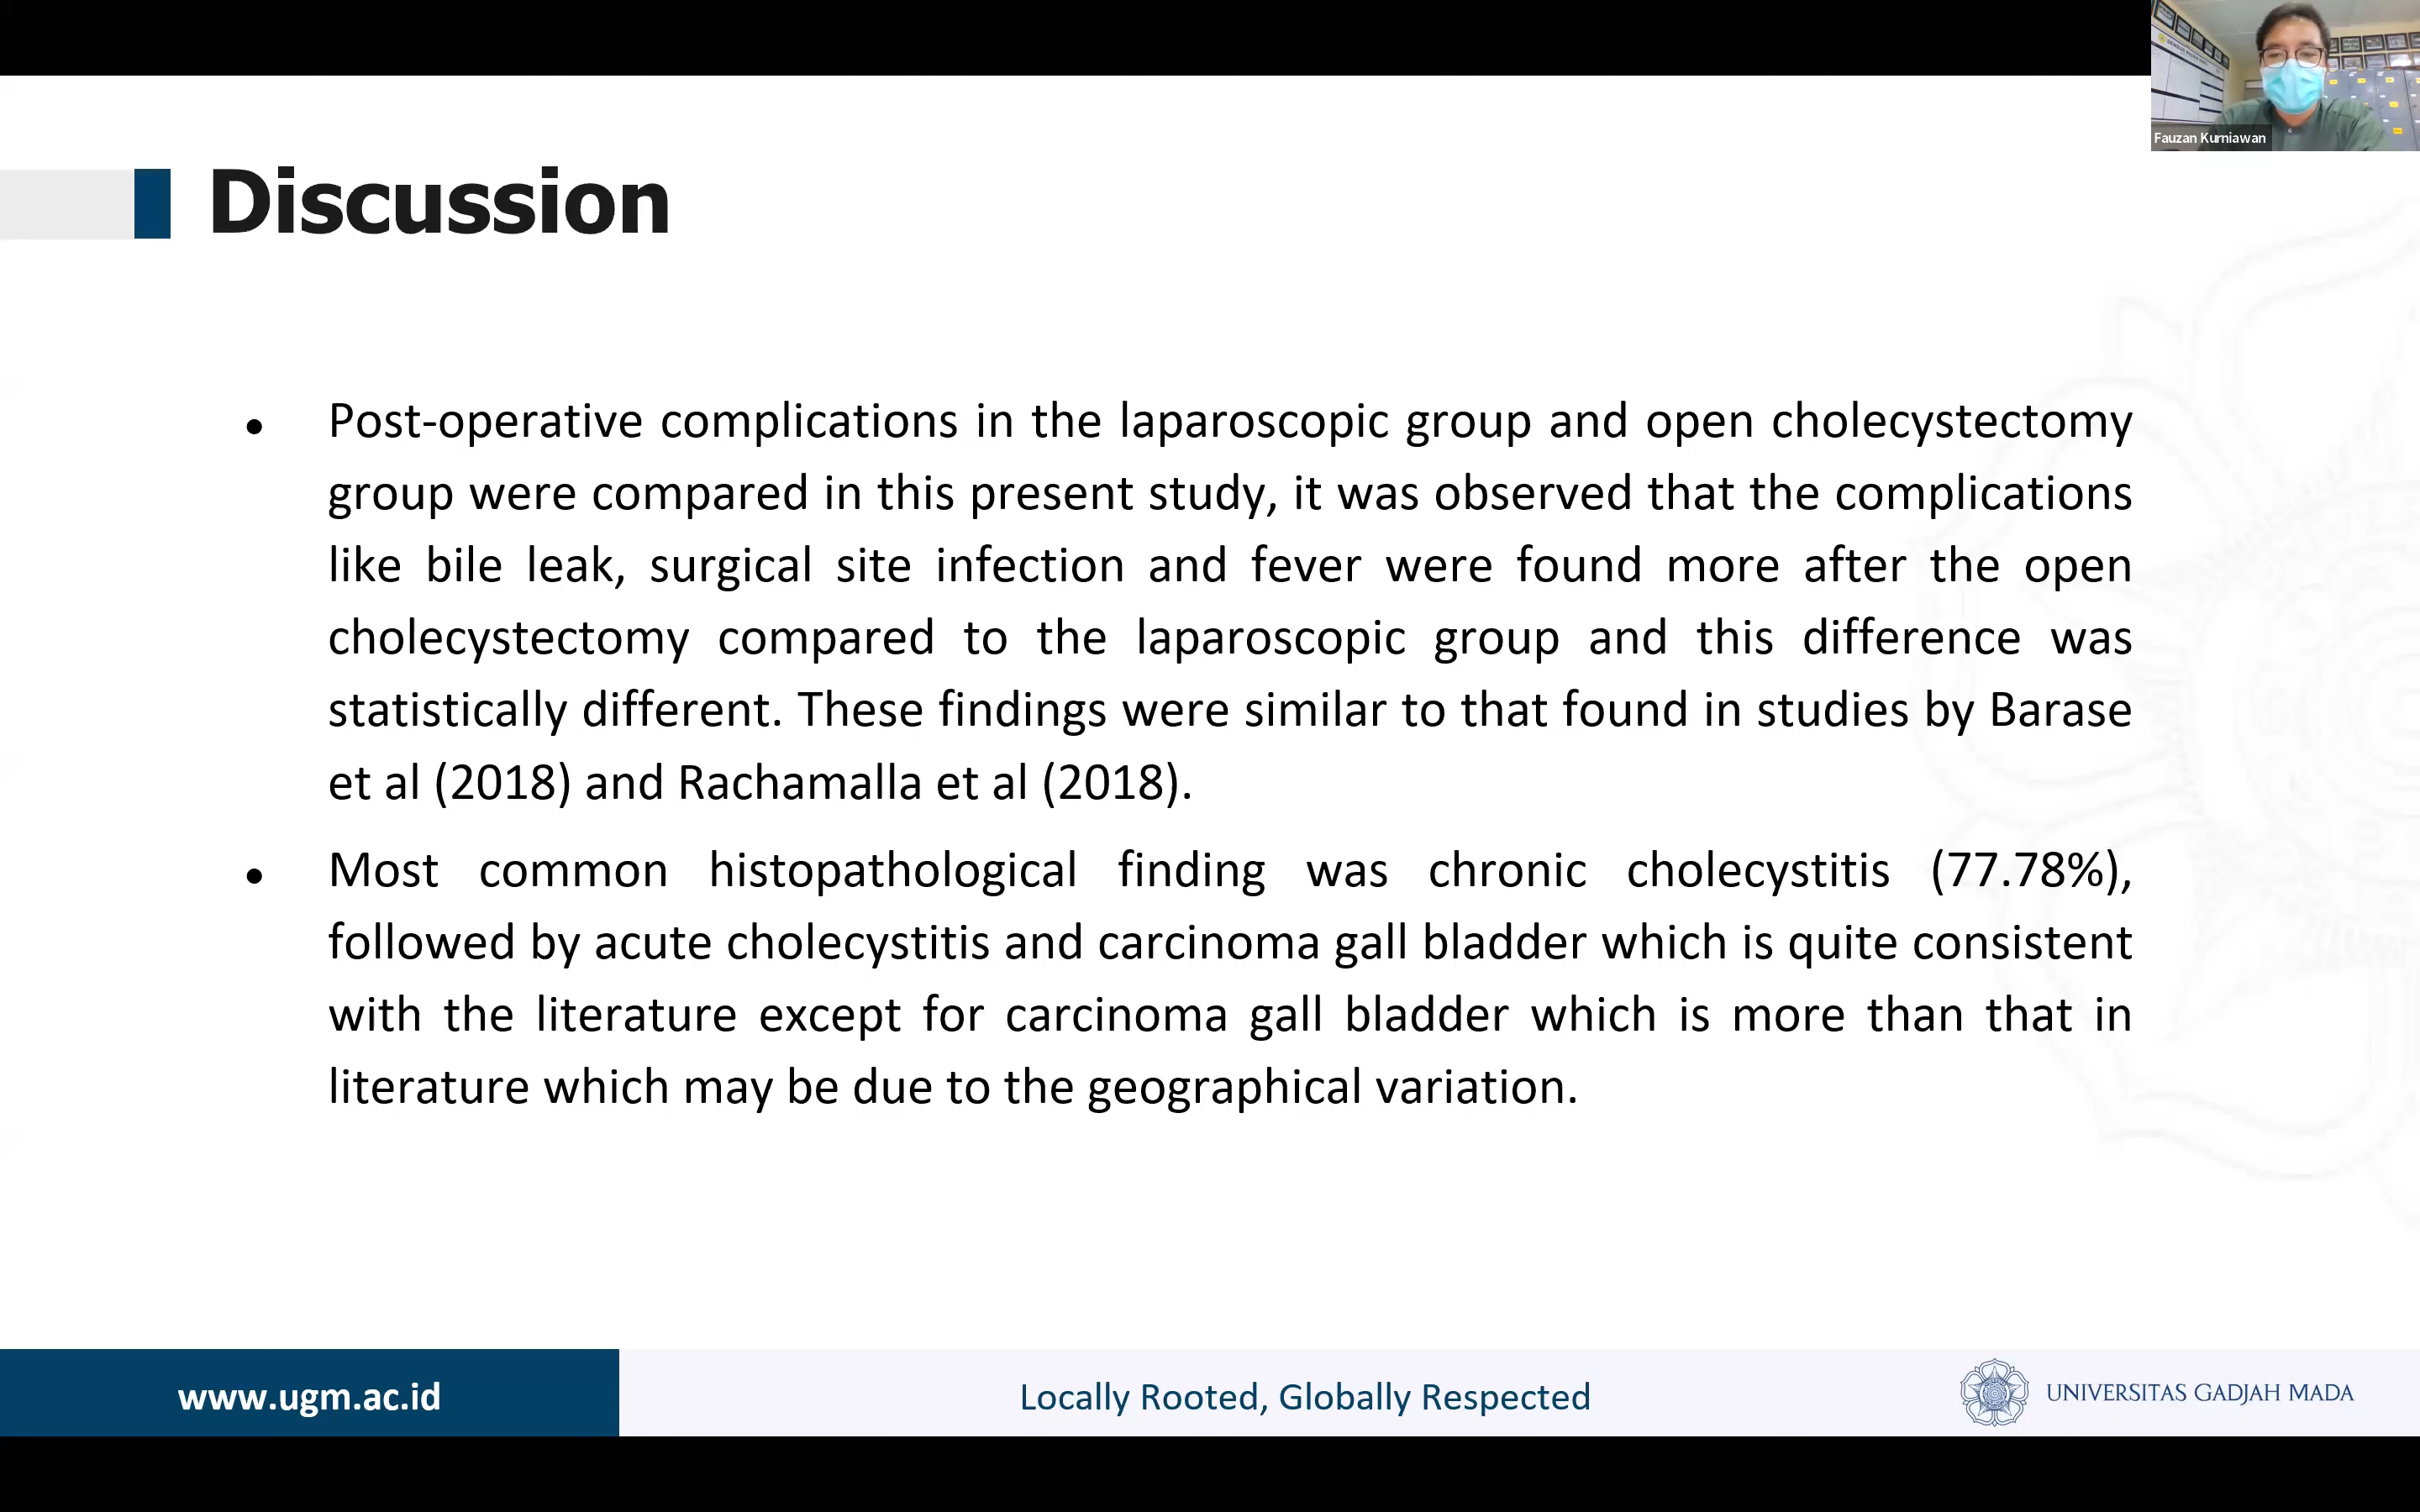 Fauzan Kurniawan
Discussion
● Post-operative complications in the laparoscopic group and open cholecystectomy
group were compared in this present study, it was observed that the complications
like bile leak, surgical site infection and fever were found more after the open
cholecystectomy compared to the laparoscopic group and this difference was
statistically different. These findings were similar to that found in studies by Barase
et al (2018) and Rachamalla et al (2018).
● Most common histopathological finding was chronic cholecystitis (77.78%),
followed by acute cholecystitis and carcinoma gall bladder which is quite consistent
with the literature except for carcinoma gall bladder which is more than that in
literature which may be due to the geographical variation.
www.ugm.ac.id
Locally Rooted, Globally Respected
UNIVERSITAS GADJAH MADA